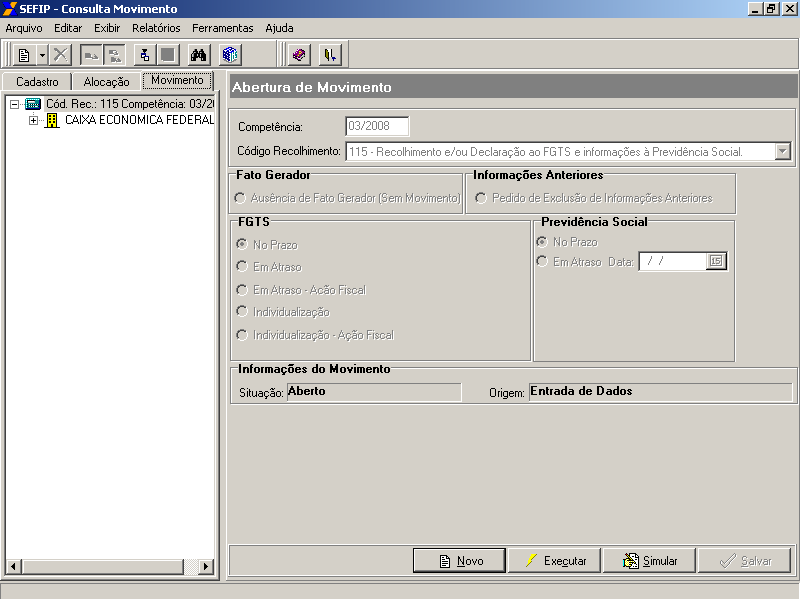 SEFIP - Consulta Movimento
Arquivo Editar Exibir Relatórios Ferramentas Ajuda
Cadastro Alocação Movimento
Cód. Rec.: 115 Competência: 03/20
CAIXA ECONOMICA FEDERAL
Abertura de Movimento
Competência: 03/2008
Código Recolhimento: 115 - Recolhimento e/ou Declaração ao FGTS e informações à Previdência Social.
Fato Gerador
Ausência de Fato Gerador (Sem Movimento)
Informações Anteriores
Pedido de Exclusão de Informações Anteriores
FGTS
No Prazo
Em Atraso
Em Atraso - Acão Fiscal
Individualização
Individualização - Ação Fiscal
Previdência Social
No Prazo
Em Atraso Data: / / 15
Informações do Movimento
Situação: Aberto Origem: Entrada de Dados
Novo Executar Simular Salvar